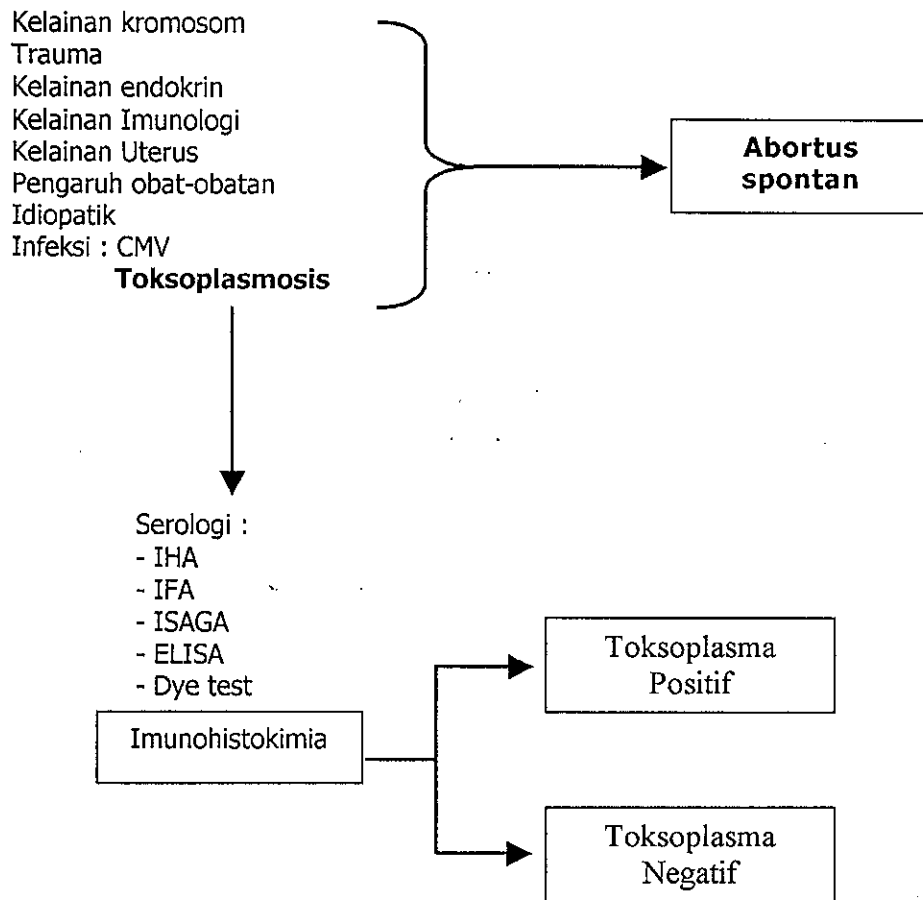 Kelainan kromosom
Trauma
Kelainan endokrin
Kelainan Imunologi
Kelainan Uterus
Pengaruh obat-obatan
Idiopatik
Infeksi : CMV
Toksoplasmosis
Abortus
spontan
Serologi :
- IHA
- IFA
- ISAGA
- ELISA
- Dye test
Imunohistokimia
Toksoplasma
Positif
Toksoplasma
Negatif